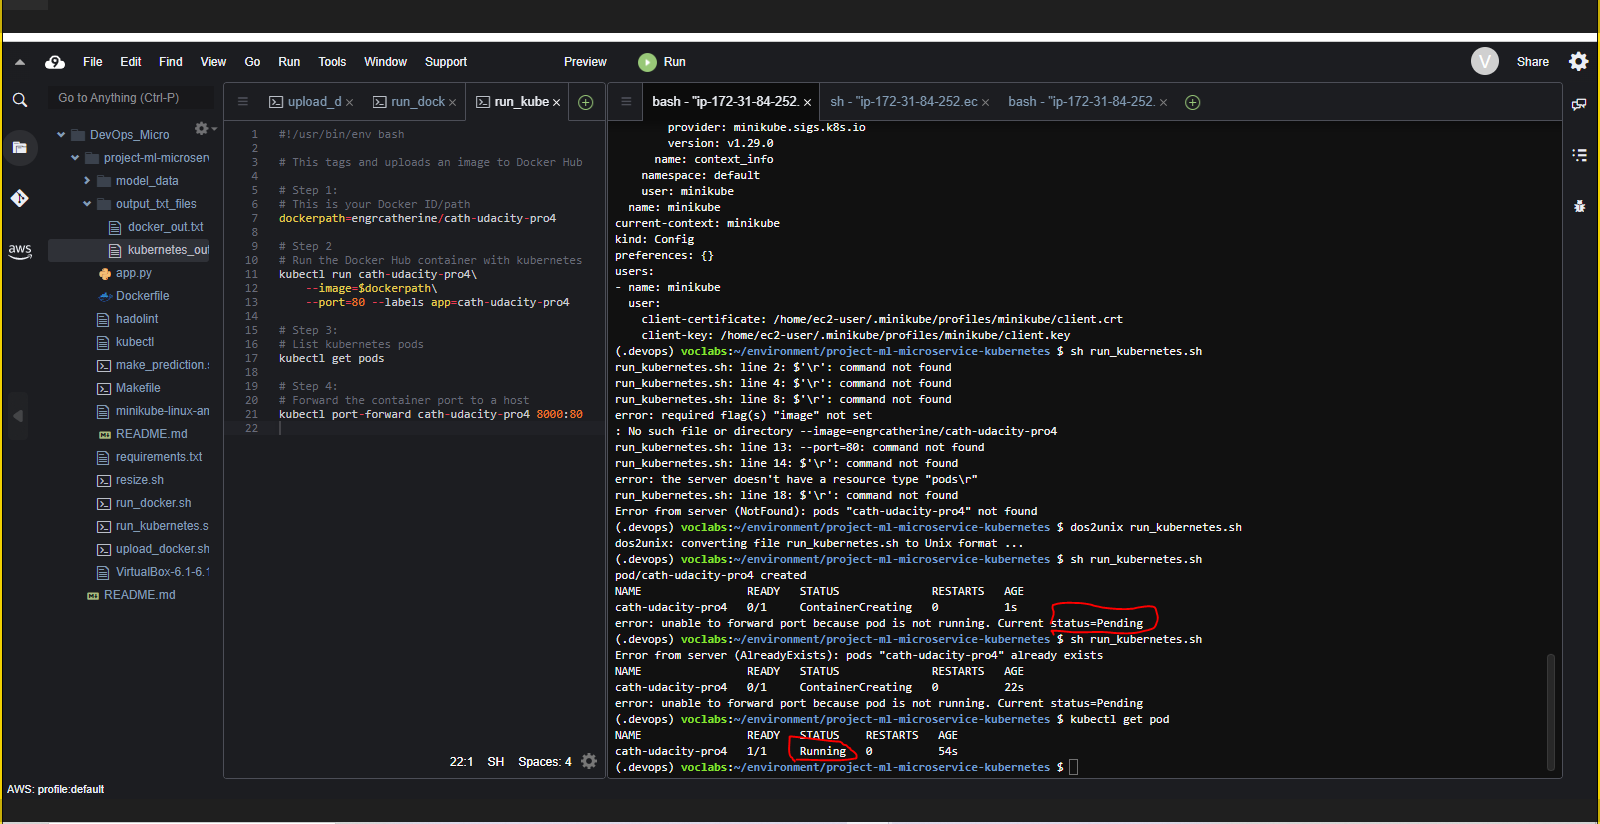 File Edit Find View Go Run Tools Window Support Preview Run V Share
Go to Anything (Ctrl-P)
DevOps_Micro
project-ml-microserv
model_data
output_txt_files
docker_out.txt
kubernetes_out
app.py
Dockerfile
hadolint
kubectl
make_prediction.s
Makefile
minikube-linux-am
README.md
requirements.txt
resize.sh
run_docker.sh
run_kubernetes.s
upload_docker.sh
VirtualBox-6.1-6.1
README.md
aws
AWS: profile:default
upload_d × run_dock × run_kube ×
1 #!/usr/bin/env bash
2
3 # This tags and uploads an image to Docker Hub
4
5 # Step 1:
6 # This is your Docker ID/path
7 dockerpath=engrcatherine/cath-udacity-pro4
8
9 # Step 2
10 # Run the Docker Hub container with kubernetes
11 kubectl run cath-udacity-pro4\
12 --image=$dockerpath\
13 --port=80 --labels app=cath-udacity-pro4
14
15 # Step 3:
16 # List kubernetes pods
17 kubectl get pods
18
19 # Step 4:
20 # Forward the container port to a host
21 kubectl port-forward cath-udacity-pro4 8000:80
22
22:1 SH Spaces: 4
bash - "ip-172-31-84-252. × sh - "ip-172-31-84-252.ec × bash - "ip-172-31-84-252. ×
provider: minikube.sigs.k8s.io
version: v1.29.0
name: context_info
namespace: default
user: minikube
name: minikube
current-context: minikube
kind: Config
preferences: {}
users:
- name: minikube
user:
client-certificate: /home/ec2-user/.minikube/profiles/minikube/client.crt
client-key: /home/ec2-user/.minikube/profiles/minikube/client.key
(.devops) voclabs:~/environment/project-ml-microservice-kubernetes $ sh run_kubernetes.sh
run_kubernetes.sh: line 2: $'\r': command not found
run_kubernetes.sh: line 4: $'\r': command not found
run_kubernetes.sh: line 8: $'\r': command not found
error: required flag(s) "image" not set
: No such file or directory --image=engrcatherine/cath-udacity-pro4
run_kubernetes.sh: line 13: --port=80: command not found
run_kubernetes.sh: line 14: $'\r': command not found
error: the server doesn't have a resource type "pods\r"
run_kubernetes.sh: line 18: $'\r': command not found
Error from server (NotFound): pods "cath-udacity-pro4" not found
(.devops) voclabs:~/environment/project-ml-microservice-kubernetes $ dos2unix run_kubernetes.sh
dos2unix: converting file run_kubernetes.sh to Unix format ...
(.devops) voclabs:~/environment/project-ml-microservice-kubernetes $ sh run_kubernetes.sh
pod/cath-udacity-pro4 created
NAME READY STATUS RESTARTS AGE
cath-udacity-pro4 0/1 ContainerCreating 0 1s
error: unable to forward port because pod is not running. Current status=Pending
(.devops) voclabs:~/environment/project-ml-microservice-kubernetes $ sh run_kubernetes.sh
Error from server (AlreadyExists): pods "cath-udacity-pro4" already exists
NAME READY STATUS RESTARTS AGE
cath-udacity-pro4 0/1 ContainerCreating 0 22s
error: unable to forward port because pod is not running. Current status=Pending
(.devops) voclabs:~/environment/project-ml-microservice-kubernetes $ kubectl get pod
NAME READY STATUS RESTARTS AGE
cath-udacity-pro4 1/1 Running 0 54s
(.devops) voclabs:~/environment/project-ml-microservice-kubernetes $